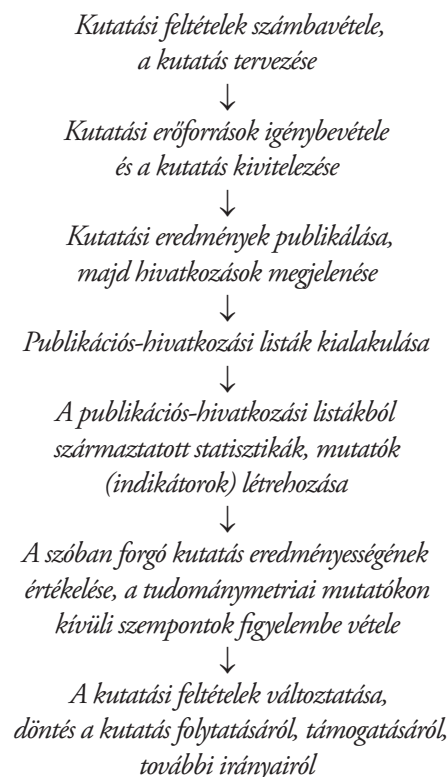 Kutatási feltételek számbavétele,
a kutatás tervezése
↓
Kutatási erőforrások igénybevétele
és a kutatás kivitelezése
↓
Kutatási eredmények publikálása,
majd hivatkozások megjelenése
↓
Publikációs-hivatkozási listák kialakulása
↓
A publikációs-hivatkozási listákból
származtatott statisztikák, mutatók
(indikátorok) létrehozása
↓
A szóban forgó kutatás eredményességének
értékelése, a tudománymetriai mutatókon
kívüli szempontok figyelembe vétele
↓
A kutatási feltételek változtatása,
döntés a kutatás folytatásáról, támogatásáról,
további irányairól